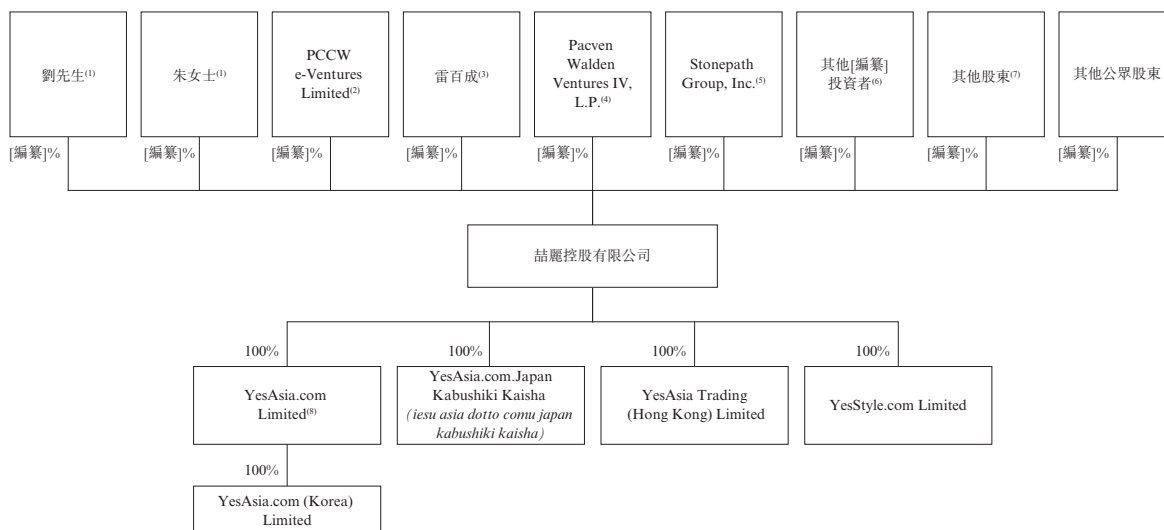 劉先生(1)
朱女士(1)
PCCW
e-Ventures
Limited(2)
雷百成(3)
Pacven
Walden
Ventures IV,
L.P.(4)
Stonepath
Group, Inc.(5)
其他[編纂]
投資者(6)
其他股東(7)
其他公眾股東
[編纂]%
[編纂]%
[編纂]%
[編纂]%
[編纂]%
[編纂]%
[編纂]%
[編纂]%
[編纂]%
喆麗控股有限公司
100%
100%
100%
100%
YesAsia.com
Limited(8)
YesAsia.com.Japan
Kabushiki Kaisha
(iesu asia dotto comu japan
kabushiki kaisha)
YesAsia Trading
(Hong Kong) Limited
YesStyle.com Limited
100%
YesAsia.com (Korea)
Limited